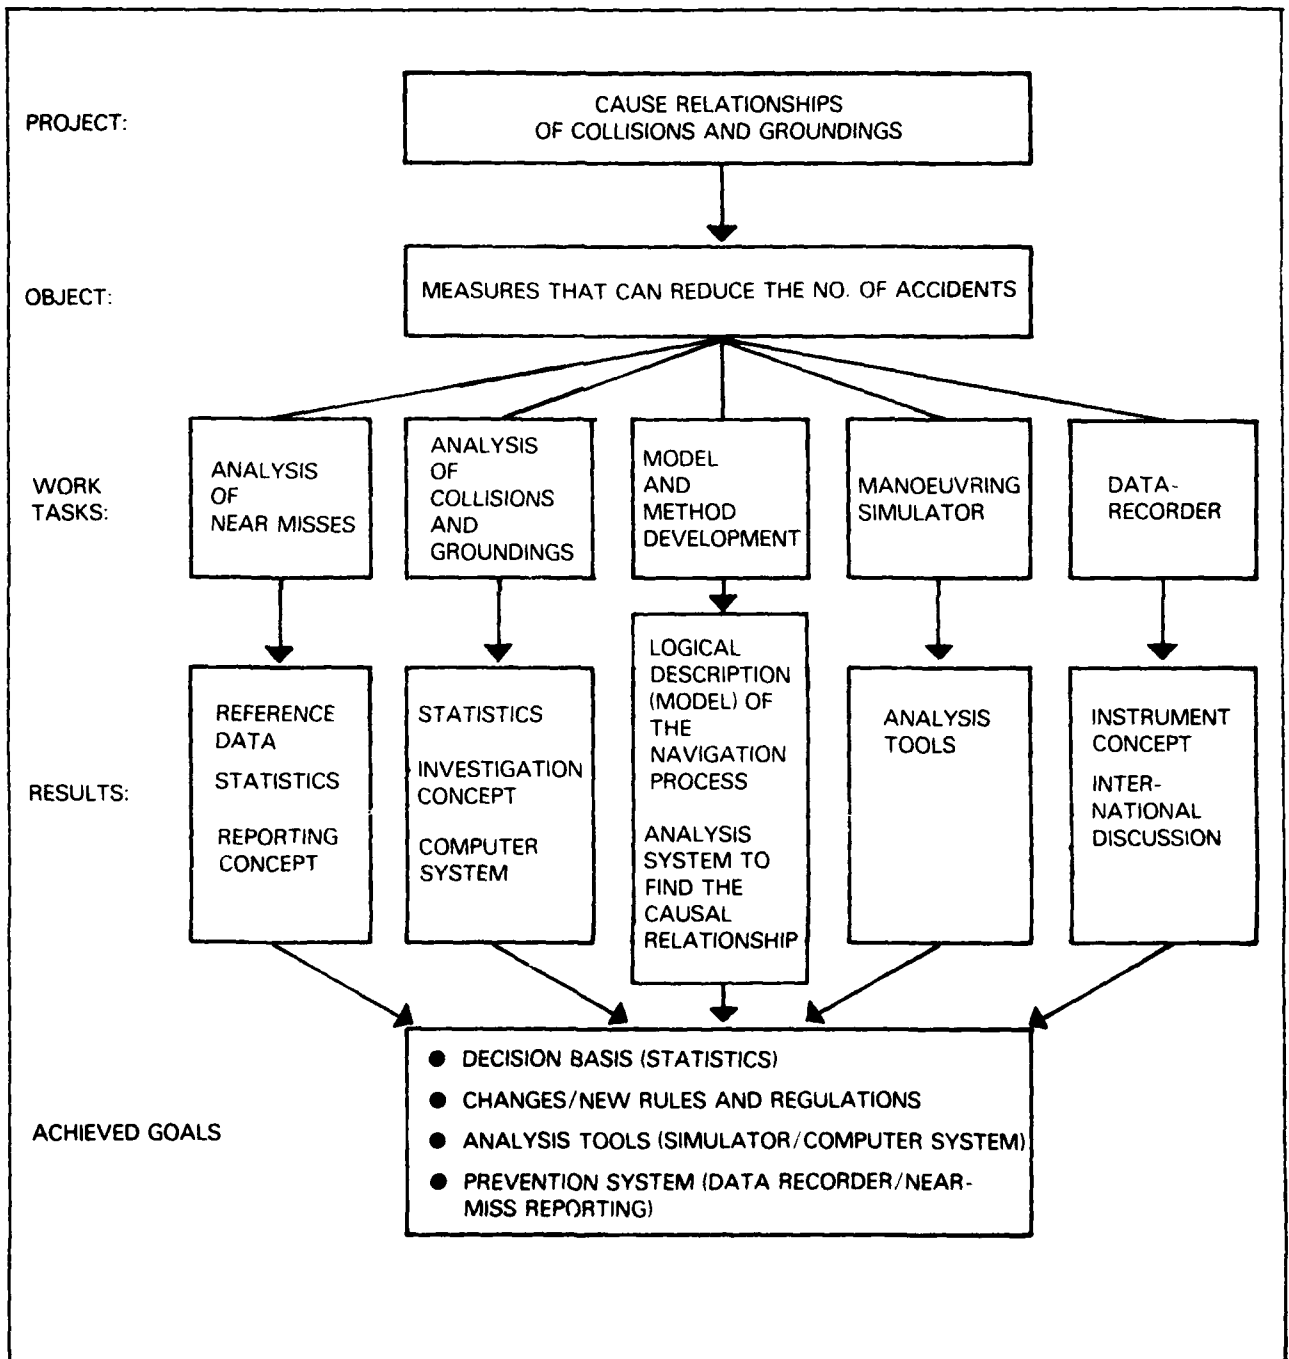 PROJECT:
CAUSE RELATIONSHIPS
OF COLLISIONS AND GROUNDINGS
OBJECT:
MEASURES THAT CAN REDUCE THE NO. OF ACCIDENTS
WORK
TASKS:
ANALYSIS
OF
NEAR MISSES
ANALYSIS
OF
COLLISIONS
AND
GROUNDINGS
MODEL
AND
METHOD
DEVELOPMENT
MANOEUVRING
SIMULATOR
DATA-
RECORDER
RESULTS:
REFERENCE
DATA
STATISTICS
REPORTING
CONCEPT
STATISTICS
INVESTIGATION
CONCEPT
COMPUTER
SYSTEM
LOGICAL
DESCRIPTION
(MODEL) OF
THE
NAVIGATION
PROCESS
ANALYSIS
SYSTEM TO
FIND THE
CAUSAL
RELATIONSHIP
ANALYSIS
TOOLS
INSTRUMENT
CONCEPT
INTER-
NATIONAL
DISCUSSION
ACHIEVED GOALS
● DECISION BASIS (STATISTICS)
● CHANGES/NEW RULES AND REGULATIONS
● ANALYSIS TOOLS (SIMULATOR/COMPUTER SYSTEM)
● PREVENTION SYSTEM (DATA RECORDER/NEAR-
MISS REPORTING)